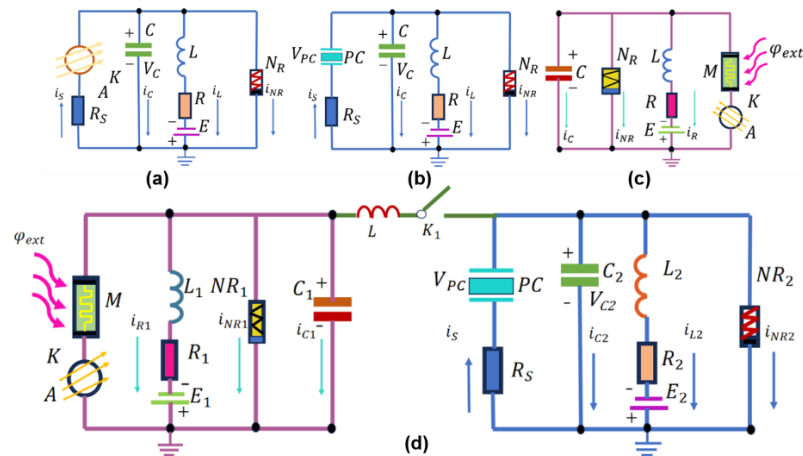 C
L
N_R
K
V_C
A
i_S
i_C
R
i_L
i_NR
R_S
E
+
−
(a)
C
L
V_PC
PC
N_R
V_C
i_S
i_C
R
i_L
i_NR
R_S
E
+
−
(b)
φ_ext
+
N_R
L
M
C
−
R
K
i_C
i_NR
E
i_R
A
−
+
(c)
φ_ext
L
K_1
M
L_1
NR_1
C_1
+
i_R1
i_NR1
i_C1
−
K
R_1
A
E_1
−
+
V_PC
PC
+
C_2
L_2
NR_2
−
V_C2
i_S
i_C2
i_L2
i_NR2
R_S
R_2
E_2
−
+
(d)